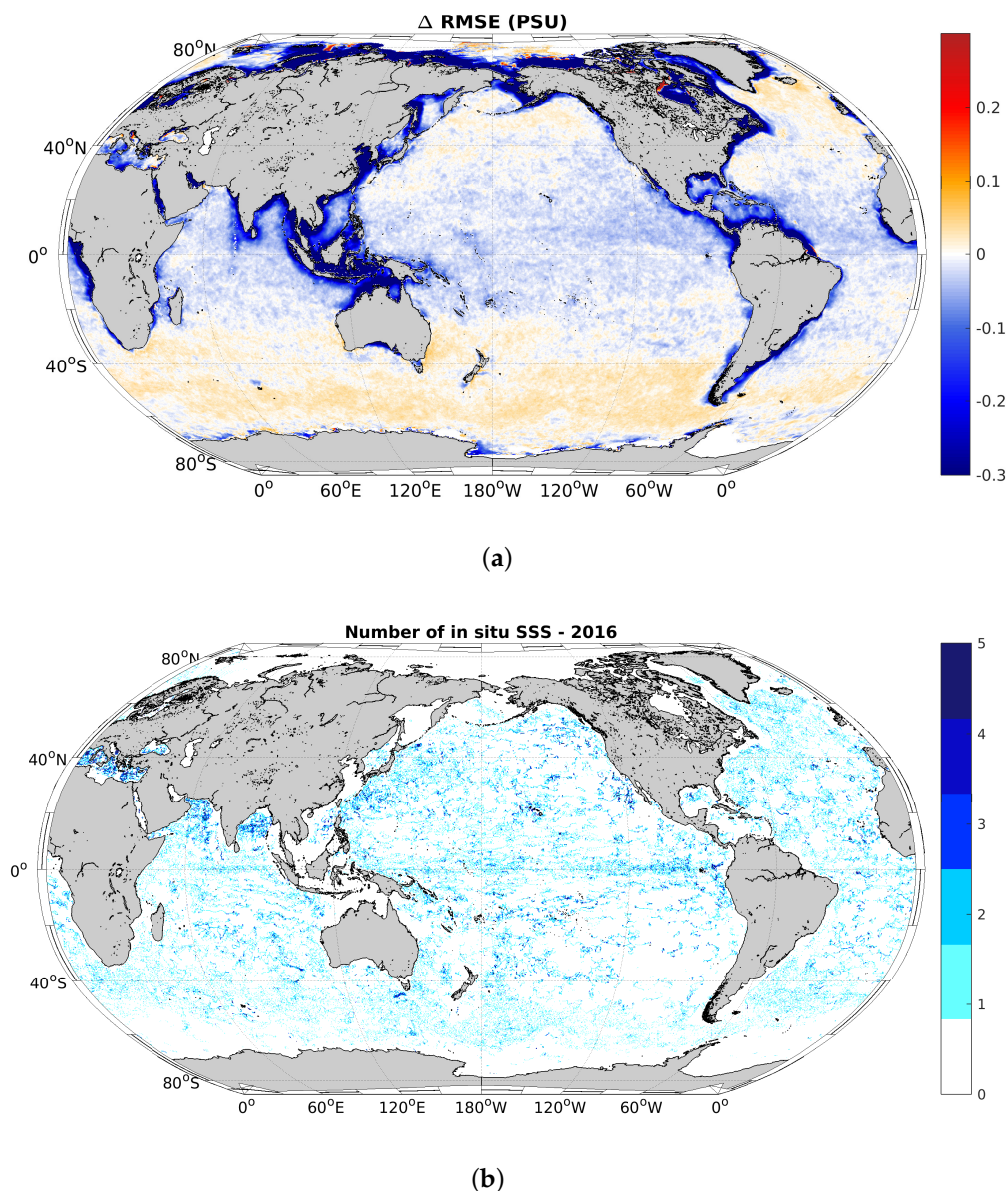 Δ RMSE (PSU)
80°N
40°N
0°
40°S
80°S
0° 60°E 120°E 180°W 120°W 60°W 0°
0.2
0.1
0
-0.1
-0.2
-0.3
(a)
Number of in situ SSS - 2016
80°N
40°N
0°
40°S
80°S
0° 60°E 120°E 180°W 120°W 60°W 0°
5
4
3
2
1
0
(b)